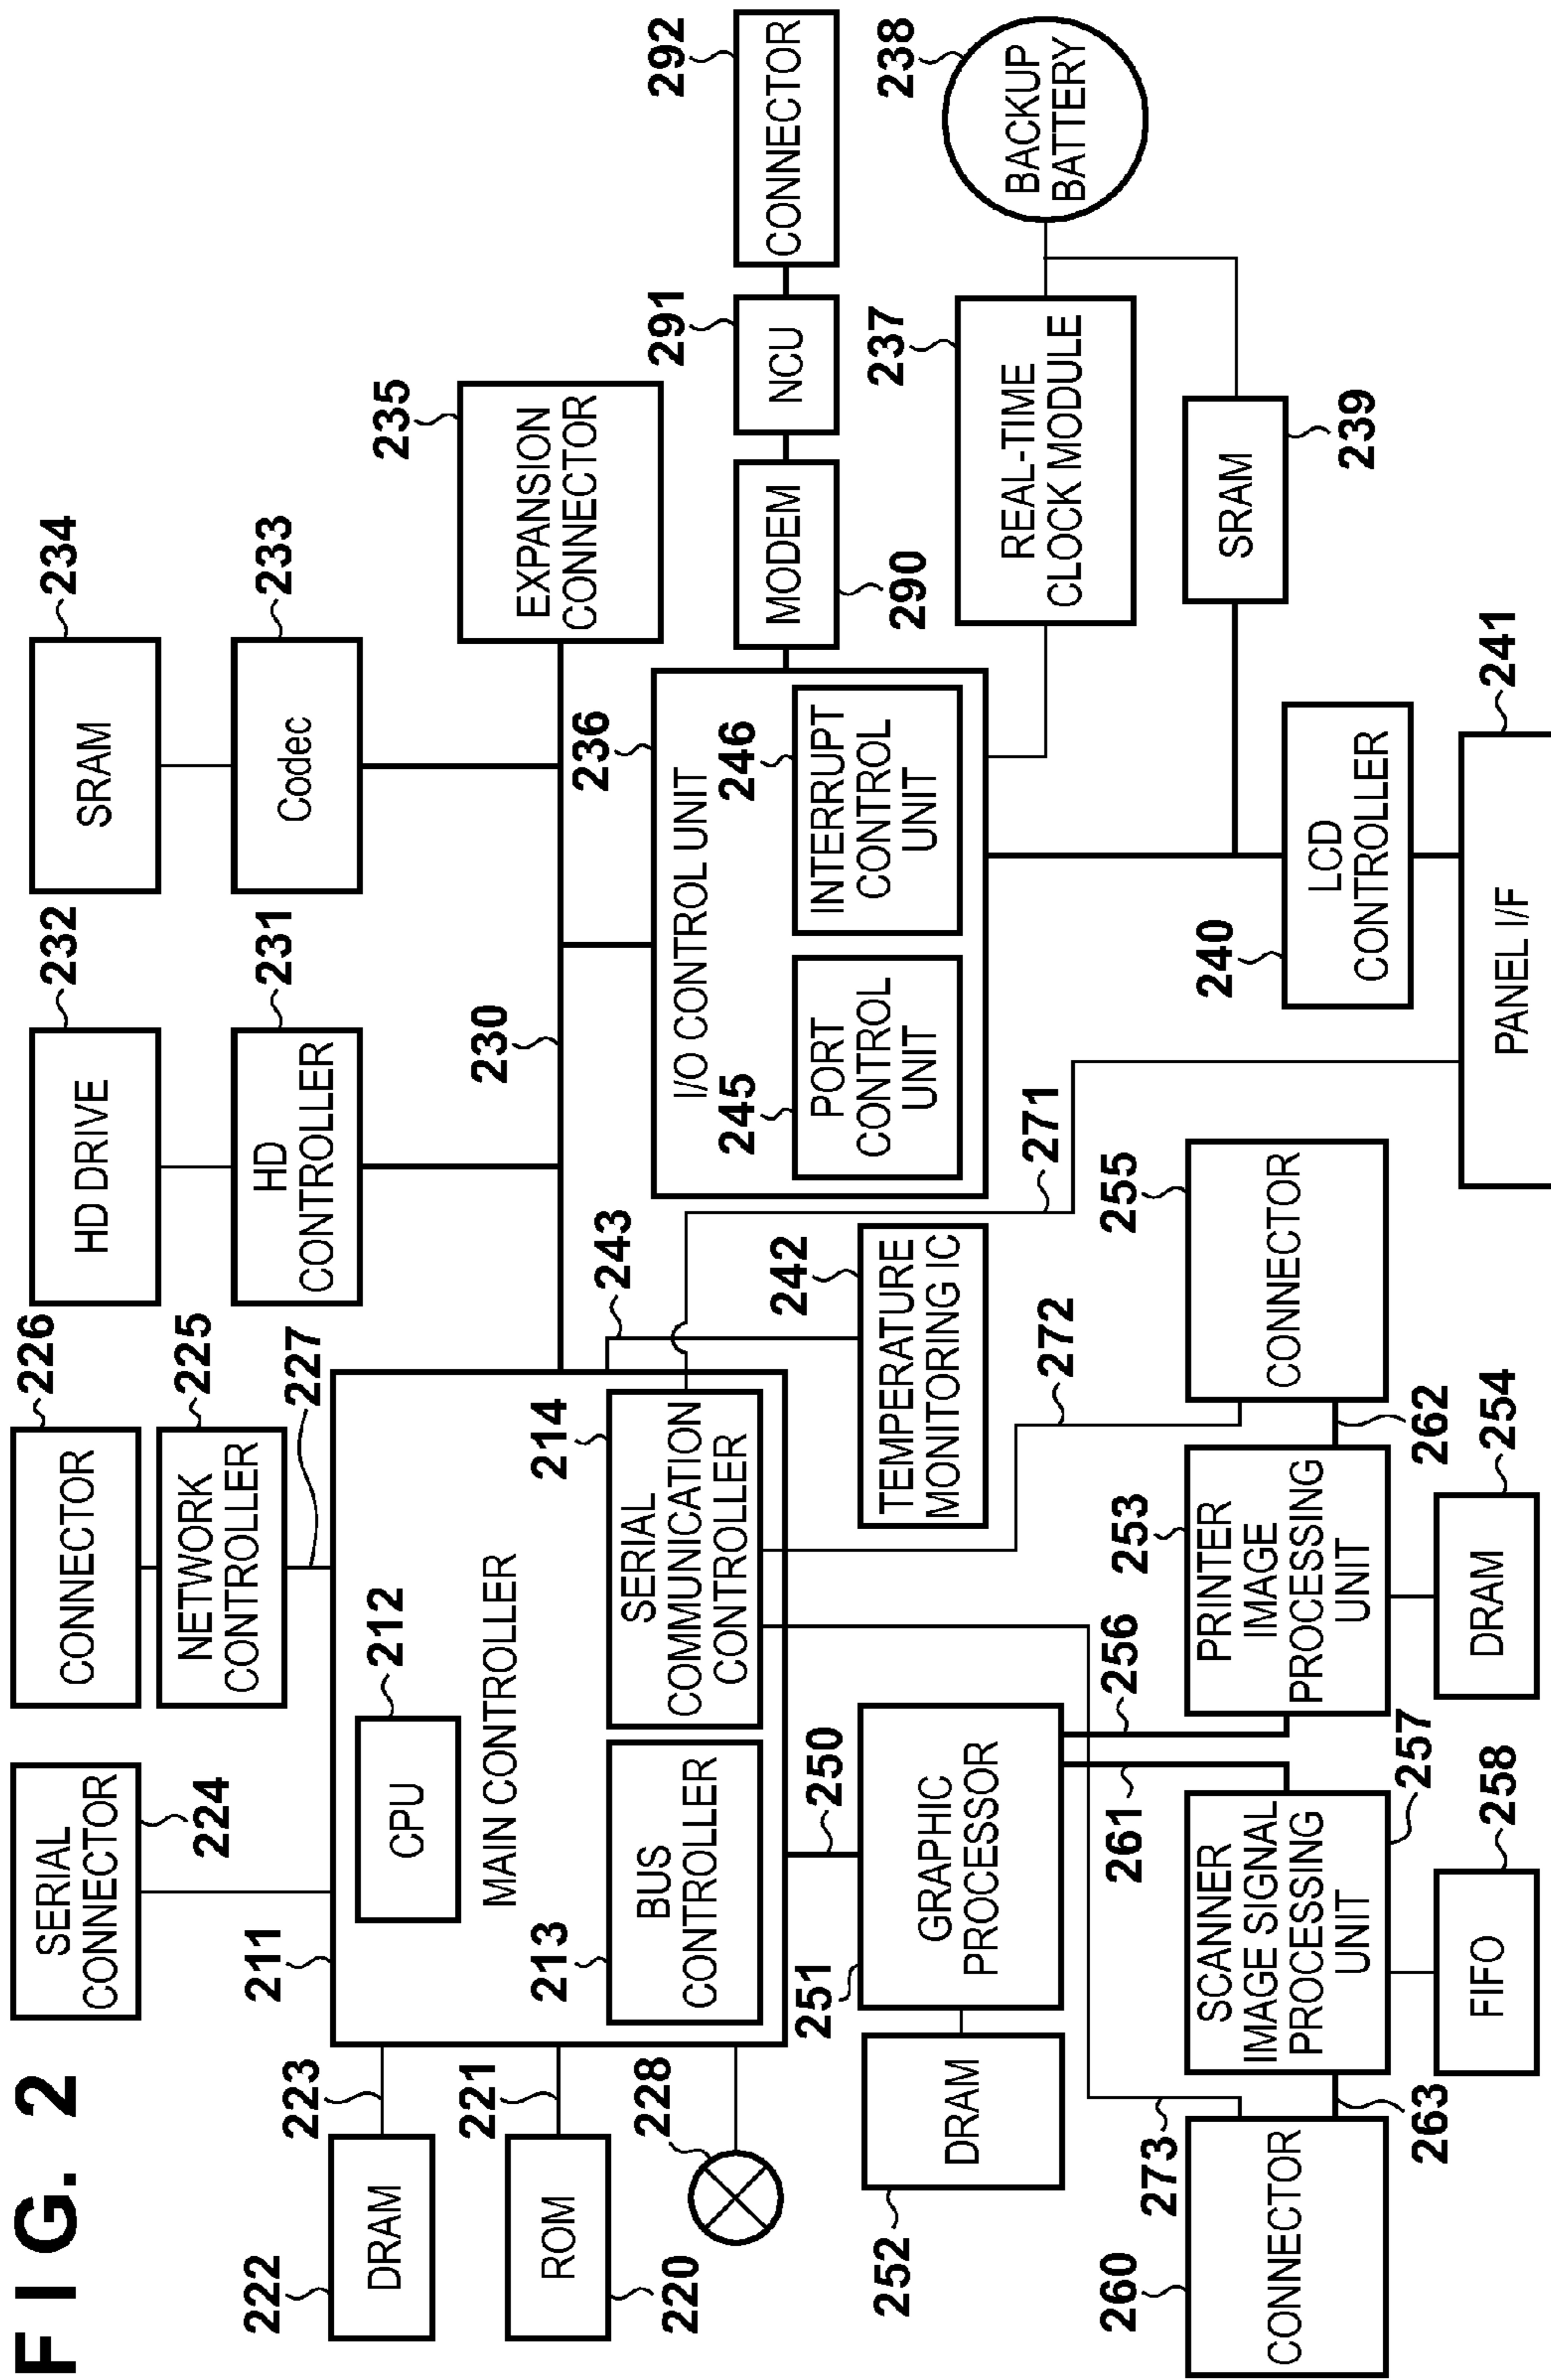 FIG. 2
222
DRAM
223
ROM
221
220
228
211
SERIAL
CONNECTOR
224
CONNECTOR
226
NETWORK
CONTROLLER
225
227
CPU
212
MAIN CONTROLLER
213
BUS
CONTROLLER
214
SERIAL
COMMUNICATION
CONTROLLER
HD DRIVE
232
HD
CONTROLLER
231
SRAM
234
Codec
233
230
EXPANSION
CONNECTOR
235
236
I/O CONTROL UNIT
245
PORT
CONTROL
UNIT
246
INTERRUPT
CONTROL
UNIT
MODEM
290
NCU
291
CONNECTOR
292
REAL-TIME
CLOCK MODULE
237
BACKUP
BATTERY
238
SRAM
239
240
LCD
CONTROLLER
PANEL I/F
241
243
242
TEMPERATURE
MONITORING IC
271
272
250
251
GRAPHIC
PROCESSOR
252
DRAM
261
256
260
CONNECTOR
273
263
SCANNER
IMAGE SIGNAL
PROCESSING
UNIT
257
FIFO
258
253
PRINTER
IMAGE
PROCESSING
UNIT
DRAM
254
262
255
CONNECTOR